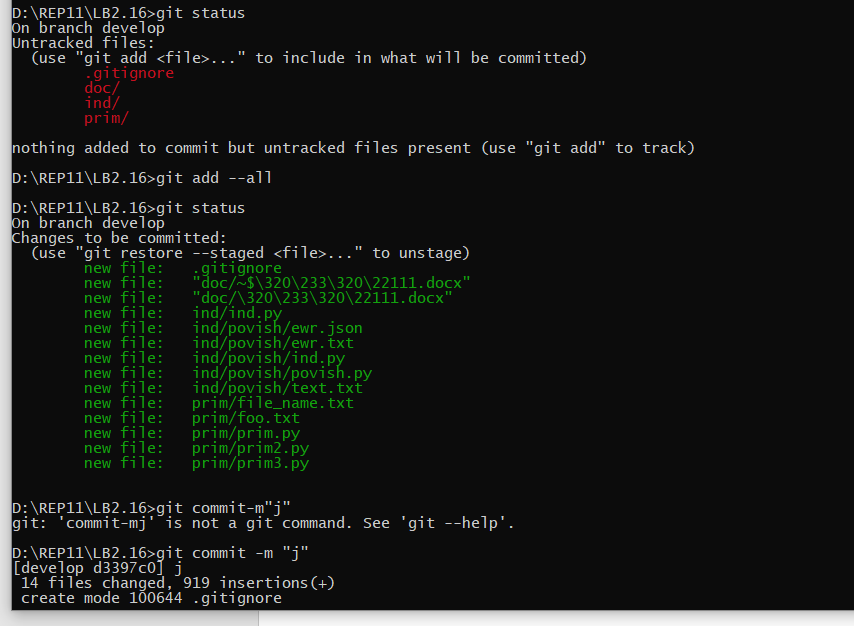 D:\REP11\LB2.16>git status
On branch develop
Untracked files:
  (use "git add <file>..." to include in what will be committed)
        .gitignore
        doc/
        ind/
        prim/

nothing added to commit but untracked files present (use "git add" to track)

D:\REP11\LB2.16>git add --all

D:\REP11\LB2.16>git status
On branch develop
Changes to be committed:
  (use "git restore --staged <file>..." to unstage)
        new file:   .gitignore
        new file:   "doc/~$\320\233\320\22111.docx"
        new file:   "doc/\320\233\320\22111.docx"
        new file:   ind/ind.py
        new file:   ind/povish/ewr.json
        new file:   ind/povish/ewr.txt
        new file:   ind/povish/ind.py
        new file:   ind/povish/povish.py
        new file:   ind/povish/text.txt
        new file:   prim/file_name.txt
        new file:   prim/foo.txt
        new file:   prim/prim.py
        new file:   prim/prim2.py
        new file:   prim/prim3.py

D:\REP11\LB2.16>git commit-m"j"
git: 'commit-mj' is not a git command. See 'git --help'.

D:\REP11\LB2.16>git commit -m "j"
[develop d3397c0] j
 14 files changed, 919 insertions(+)
 create mode 100644 .gitignore